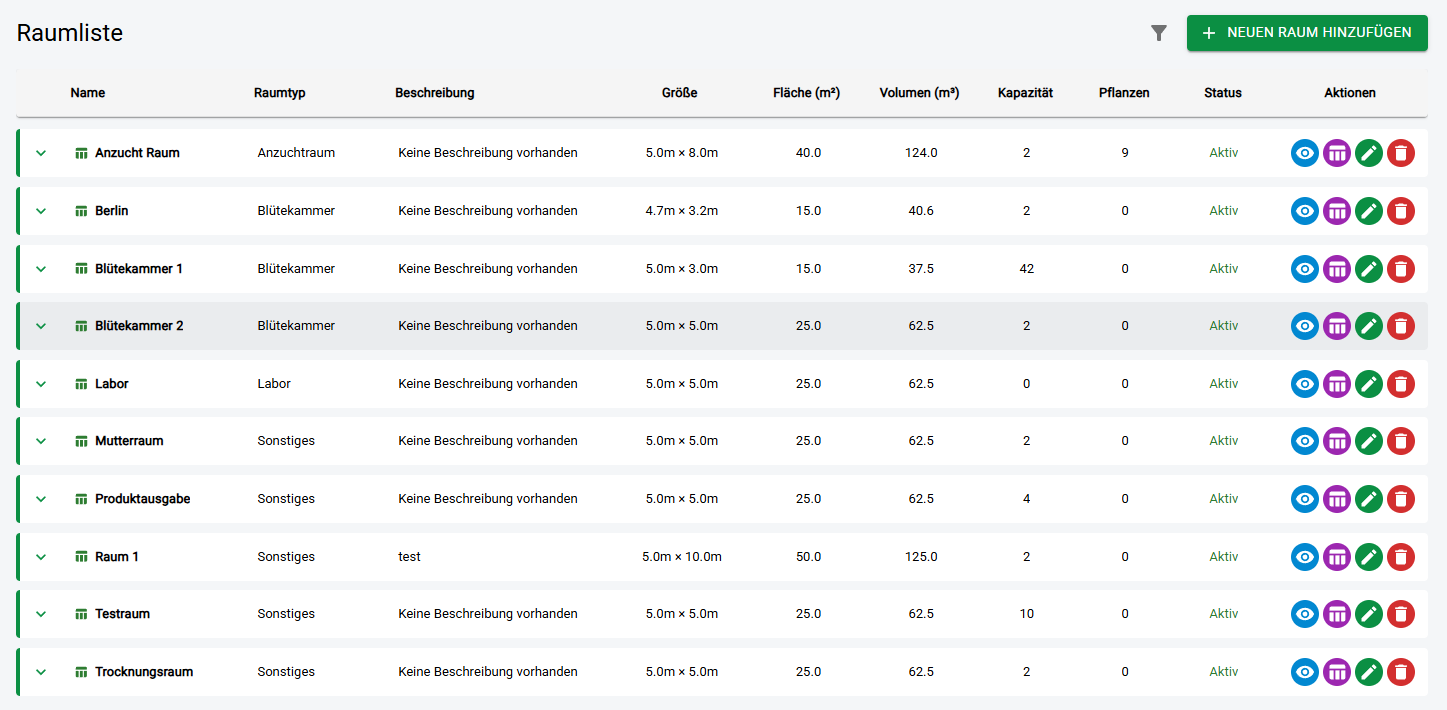 Raumliste
+ NEUEN RAUM HINZUFÜGEN
Name Raumtyp Beschreibung Größe Fläche (m²) Volumen (m³) Kapazität Pflanzen Status Aktionen
Anzucht Raum Anzuchtraum Keine Beschreibung vorhanden 5.0m × 8.0m 40.0 124.0 2 9 Aktiv
Berlin Blütekammer Keine Beschreibung vorhanden 4.7m × 3.2m 15.0 40.6 2 0 Aktiv
Blütekammer 1 Blütekammer Keine Beschreibung vorhanden 5.0m × 3.0m 15.0 37.5 42 0 Aktiv
Blütekammer 2 Blütekammer Keine Beschreibung vorhanden 5.0m × 5.0m 25.0 62.5 2 0 Aktiv
Labor Labor Keine Beschreibung vorhanden 5.0m × 5.0m 25.0 62.5 0 0 Aktiv
Mutterraum Sonstiges Keine Beschreibung vorhanden 5.0m × 5.0m 25.0 62.5 2 0 Aktiv
Produktausgabe Sonstiges Keine Beschreibung vorhanden 5.0m × 5.0m 25.0 62.5 4 0 Aktiv
Raum 1 Sonstiges test 5.0m × 10.0m 50.0 125.0 2 0 Aktiv
Testraum Sonstiges Keine Beschreibung vorhanden 5.0m × 5.0m 25.0 62.5 10 0 Aktiv
Trocknungsraum Sonstiges Keine Beschreibung vorhanden 5.0m × 5.0m 25.0 62.5 2 0 Aktiv